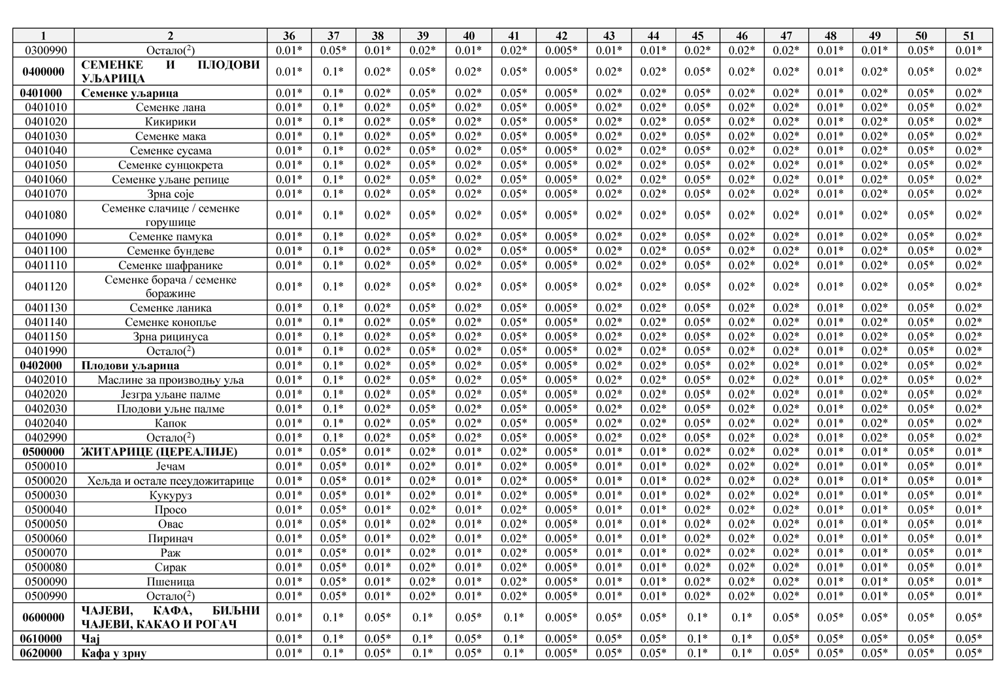 1 2 36 37 38 39 40 41 42 43 44 45 46 47 48 49 50 51
0300990 Остало(2) 0.01* 0.05* 0.01* 0.02* 0.01* 0.02* 0.005* 0.01* 0.01* 0.02* 0.02* 0.02* 0.01* 0.01* 0.05* 0.01*
0400000 СЕМЕНКЕ И ПЛОДОВИ
УЉАРИЦА 0.01* 0.1* 0.02* 0.05* 0.02* 0.05* 0.005* 0.02* 0.02* 0.05* 0.02* 0.02* 0.01* 0.02* 0.05* 0.02*
0401000 Семенке уљарица 0.01* 0.1* 0.02* 0.05* 0.02* 0.05* 0.005* 0.02* 0.02* 0.05* 0.02* 0.02* 0.01* 0.02* 0.05* 0.02*
0401010 Семенке лана 0.01* 0.1* 0.02* 0.05* 0.02* 0.05* 0.005* 0.02* 0.02* 0.05* 0.02* 0.02* 0.01* 0.02* 0.05* 0.02*
0401020 Кикирики 0.01* 0.1* 0.02* 0.05* 0.02* 0.05* 0.005* 0.02* 0.02* 0.05* 0.02* 0.02* 0.01* 0.02* 0.05* 0.02*
0401030 Семенке мака 0.01* 0.1* 0.02* 0.05* 0.02* 0.05* 0.005* 0.02* 0.02* 0.05* 0.02* 0.02* 0.01* 0.02* 0.05* 0.02*
0401040 Семенке сусама 0.01* 0.1* 0.02* 0.05* 0.02* 0.05* 0.005* 0.02* 0.02* 0.05* 0.02* 0.02* 0.01* 0.02* 0.05* 0.02*
0401050 Семенке сунцокрета 0.01* 0.1* 0.02* 0.05* 0.02* 0.05* 0.005* 0.02* 0.02* 0.05* 0.02* 0.02* 0.01* 0.02* 0.05* 0.02*
0401060 Семенке уљане репице 0.01* 0.1* 0.02* 0.05* 0.02* 0.05* 0.005* 0.02* 0.02* 0.05* 0.02* 0.02* 0.01* 0.02* 0.05* 0.02*
0401070 Зрна соје 0.01* 0.1* 0.02* 0.05* 0.02* 0.05* 0.005* 0.02* 0.02* 0.05* 0.02* 0.02* 0.01* 0.02* 0.05* 0.02*
0401080 Семенке слачице / семенке
горушице 0.01* 0.1* 0.02* 0.05* 0.02* 0.05* 0.005* 0.02* 0.02* 0.05* 0.02* 0.02* 0.01* 0.02* 0.05* 0.02*
0401090 Семенке памука 0.01* 0.1* 0.02* 0.05* 0.02* 0.05* 0.005* 0.02* 0.02* 0.05* 0.02* 0.02* 0.01* 0.02* 0.05* 0.02*
0401100 Семенке бундеве 0.01* 0.1* 0.02* 0.05* 0.02* 0.05* 0.005* 0.02* 0.02* 0.05* 0.02* 0.02* 0.01* 0.02* 0.05* 0.02*
0401110 Семенке шафранике 0.01* 0.1* 0.02* 0.05* 0.02* 0.05* 0.005* 0.02* 0.02* 0.05* 0.02* 0.02* 0.01* 0.02* 0.05* 0.02*
0401120 Семенке борача / семенке
боражине 0.01* 0.1* 0.02* 0.05* 0.02* 0.05* 0.005* 0.02* 0.02* 0.05* 0.02* 0.02* 0.01* 0.02* 0.05* 0.02*
0401130 Семенке ланика 0.01* 0.1* 0.02* 0.05* 0.02* 0.05* 0.005* 0.02* 0.02* 0.05* 0.02* 0.02* 0.01* 0.02* 0.05* 0.02*
0401140 Семенке конопље 0.01* 0.1* 0.02* 0.05* 0.02* 0.05* 0.005* 0.02* 0.02* 0.05* 0.02* 0.02* 0.01* 0.02* 0.05* 0.02*
0401150 Зрна рицинуса 0.01* 0.1* 0.02* 0.05* 0.02* 0.05* 0.005* 0.02* 0.02* 0.05* 0.02* 0.02* 0.01* 0.02* 0.05* 0.02*
0401990 Остало(2) 0.01* 0.1* 0.02* 0.05* 0.02* 0.05* 0.005* 0.02* 0.02* 0.05* 0.02* 0.02* 0.01* 0.02* 0.05* 0.02*
0402000 Плодови уљарица 0.01* 0.1* 0.02* 0.05* 0.02* 0.05* 0.005* 0.02* 0.02* 0.05* 0.02* 0.02* 0.01* 0.02* 0.05* 0.02*
0402010 Маслине за производњу уља 0.01* 0.1* 0.02* 0.05* 0.02* 0.05* 0.005* 0.02* 0.02* 0.05* 0.02* 0.02* 0.01* 0.02* 0.05* 0.02*
0402020 Језгра уљане палме 0.01* 0.1* 0.02* 0.05* 0.02* 0.05* 0.005* 0.02* 0.02* 0.05* 0.02* 0.02* 0.01* 0.02* 0.05* 0.02*
0402030 Плодови уљне палме 0.01* 0.1* 0.02* 0.05* 0.02* 0.05* 0.005* 0.02* 0.02* 0.05* 0.02* 0.02* 0.01* 0.02* 0.05* 0.02*
0402040 Капок 0.01* 0.1* 0.02* 0.05* 0.02* 0.05* 0.005* 0.02* 0.02* 0.05* 0.02* 0.02* 0.01* 0.02* 0.05* 0.02*
0402990 Остало(2) 0.01* 0.1* 0.02* 0.05* 0.02* 0.05* 0.005* 0.02* 0.02* 0.05* 0.02* 0.02* 0.01* 0.02* 0.05* 0.02*
0500000 ЖИТАРИЦЕ (ЦЕРЕАЛИЈЕ) 0.01* 0.05* 0.01* 0.02* 0.01* 0.02* 0.005* 0.01* 0.01* 0.02* 0.02* 0.02* 0.01* 0.01* 0.05* 0.01*
0500010 Јечам 0.01* 0.05* 0.01* 0.02* 0.01* 0.02* 0.005* 0.01* 0.01* 0.02* 0.02* 0.02* 0.01* 0.01* 0.05* 0.01*
0500020 Хељда и остале псеудожитарице 0.01* 0.05* 0.01* 0.02* 0.01* 0.02* 0.005* 0.01* 0.01* 0.02* 0.02* 0.02* 0.01* 0.01* 0.05* 0.01*
0500030 Кукуруз 0.01* 0.05* 0.01* 0.02* 0.01* 0.02* 0.005* 0.01* 0.01* 0.02* 0.02* 0.02* 0.01* 0.01* 0.05* 0.01*
0500040 Просо 0.01* 0.05* 0.01* 0.02* 0.01* 0.02* 0.005* 0.01* 0.01* 0.02* 0.02* 0.02* 0.01* 0.01* 0.05* 0.01*
0500050 Овас 0.01* 0.05* 0.01* 0.02* 0.01* 0.02* 0.005* 0.01* 0.01* 0.02* 0.02* 0.02* 0.01* 0.01* 0.05* 0.01*
0500060 Пиринач 0.01* 0.05* 0.01* 0.02* 0.01* 0.02* 0.005* 0.01* 0.01* 0.02* 0.02* 0.02* 0.01* 0.01* 0.05* 0.01*
0500070 Раж 0.01* 0.05* 0.01* 0.02* 0.01* 0.02* 0.005* 0.01* 0.01* 0.02* 0.02* 0.02* 0.01* 0.01* 0.05* 0.01*
0500080 Сирак 0.01* 0.05* 0.01* 0.02* 0.01* 0.02* 0.005* 0.01* 0.01* 0.02* 0.02* 0.02* 0.01* 0.01* 0.05* 0.01*
0500090 Пшеница 0.01* 0.05* 0.01* 0.02* 0.01* 0.02* 0.005* 0.01* 0.01* 0.02* 0.02* 0.02* 0.01* 0.01* 0.05* 0.01*
0500990 Остало(2) 0.01* 0.05* 0.01* 0.02* 0.01* 0.02* 0.005* 0.01* 0.01* 0.02* 0.02* 0.02* 0.01* 0.01* 0.05* 0.01*
0600000 ЧАЈЕВИ, КАФА, БИЉНИ
ЧАЈЕВИ, КАКАО И РОГАЧ 0.01* 0.1* 0.05* 0.1* 0.05* 0.1* 0.005* 0.05* 0.05* 0.1* 0.1* 0.05* 0.05* 0.05* 0.05* 0.05*
0610000 Чај 0.01* 0.1* 0.05* 0.1* 0.05* 0.1* 0.005* 0.05* 0.05* 0.1* 0.1* 0.05* 0.05* 0.05* 0.05* 0.05*
0620000 Кафа у зрну 0.01* 0.1* 0.05* 0.1* 0.05* 0.1* 0.005* 0.05* 0.05* 0.1* 0.1* 0.05* 0.05* 0.05* 0.05* 0.05*